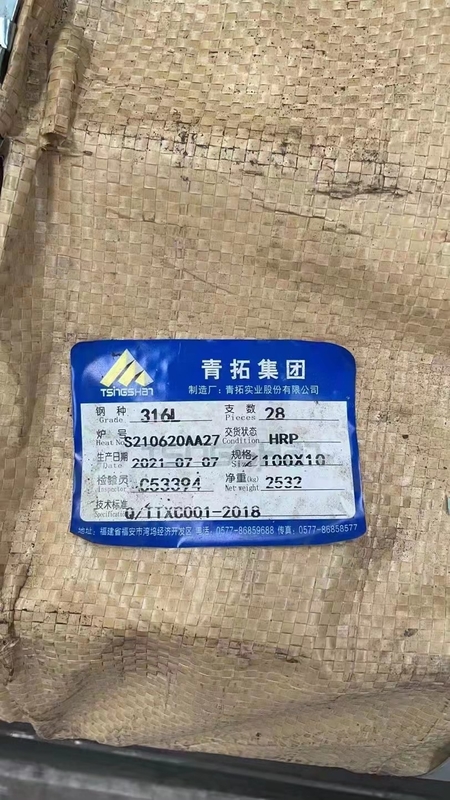 TSINGSHAN
青拓集团
制造厂：青拓实业股份有限公司
钢 种 Grade 316L 支 数 Pieces 28
炉 号 Heat No S210620AA27 交货状态 Condition HRP
生产日期 Date 2021-07-07 规格 Size 100X10
检验员 Inspector C53394 净重(kg) Net weight 2532
技术标准 Specification Q/TTXC001-2018
地址：福建省福安市湾坞经济开发区 电话：0577-86859688 传真：0577-86858577